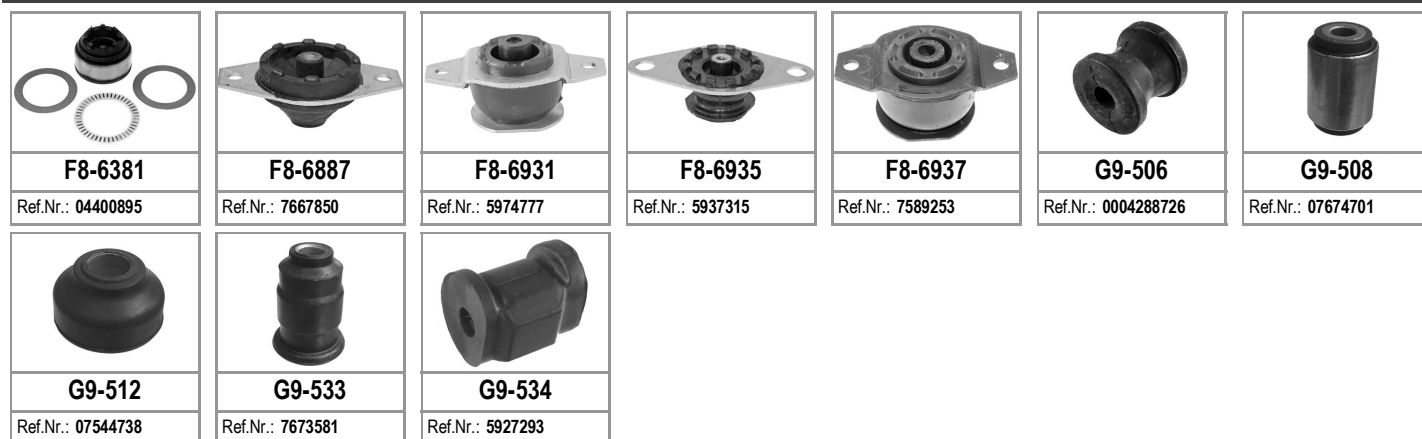 F8-6381
Ref.Nr.: 04400895
F8-6887
Ref.Nr.: 7667850
F8-6931
Ref.Nr.: 5974777
F8-6935
Ref.Nr.: 5937315
F8-6937
Ref.Nr.: 7589253
G9-506
Ref.Nr.: 0004288726
G9-508
Ref.Nr.: 07674701
G9-512
Ref.Nr.: 07544738
G9-533
Ref.Nr.: 7673581
G9-534
Ref.Nr.: 5927293